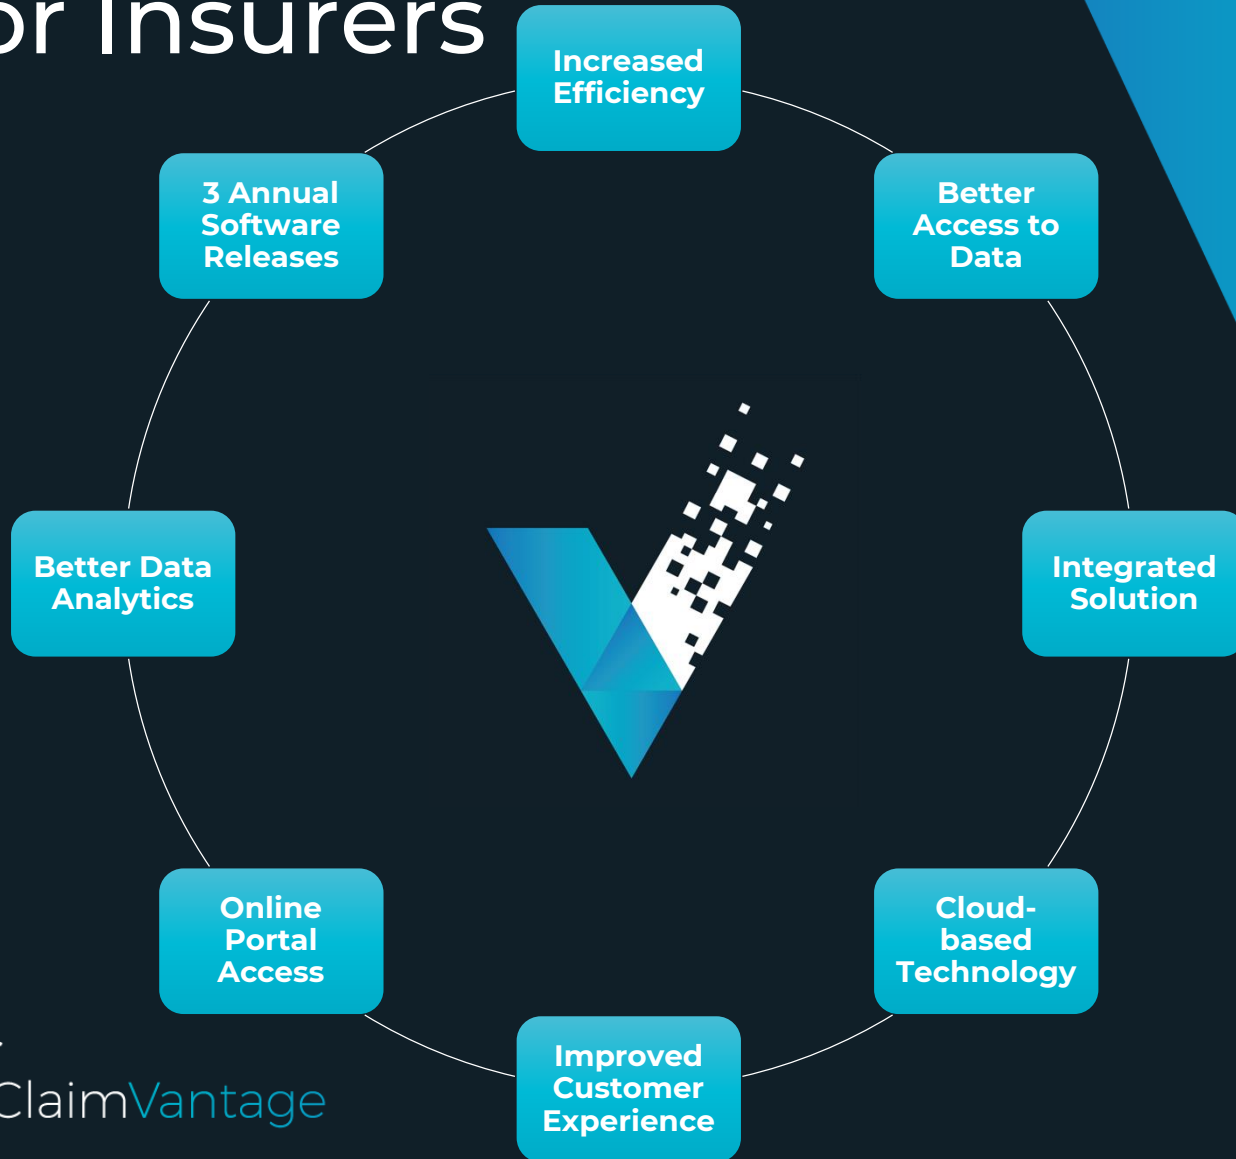 or Insurers
Increased
Efficiency
Better
Access to
Data
Integrated
Solution
Cloud-
based
Technology
Improved
Customer
Experience
Online
Portal
Access
Better Data
Analytics
3 Annual
Software
Releases
ClaimVantage